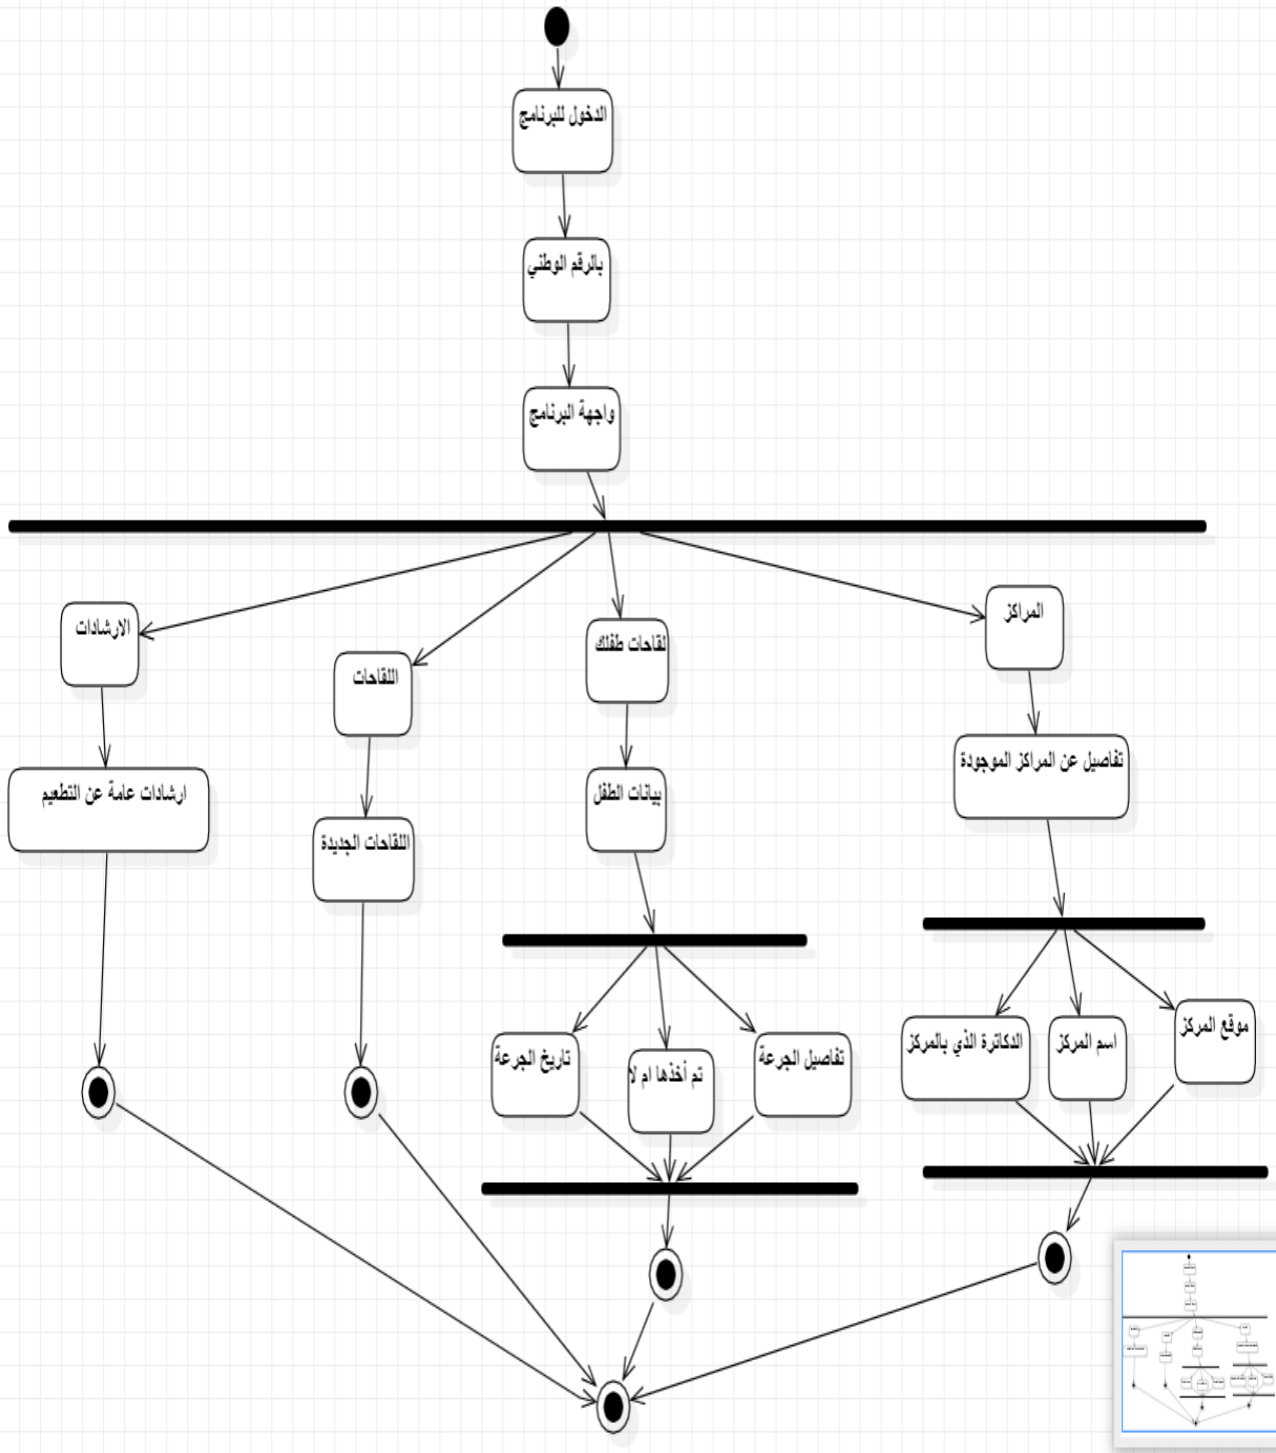 الدخول للبرنامج
بالرقم الوطني
واجهة البرنامج
المراكز
لقاحات طفلك
اللقاحات
الارشادات
تفاصيل عن المراكز الموجودة
بيانات الطفل
اللقاحات الجديدة
ارشادات عامة عن التطعيم
موقع المركز
اسم المركز
الدكاترة الذي بالمركز
تفاصيل الجرعة
تم أخذها ام لا
تاريخ الجرعة